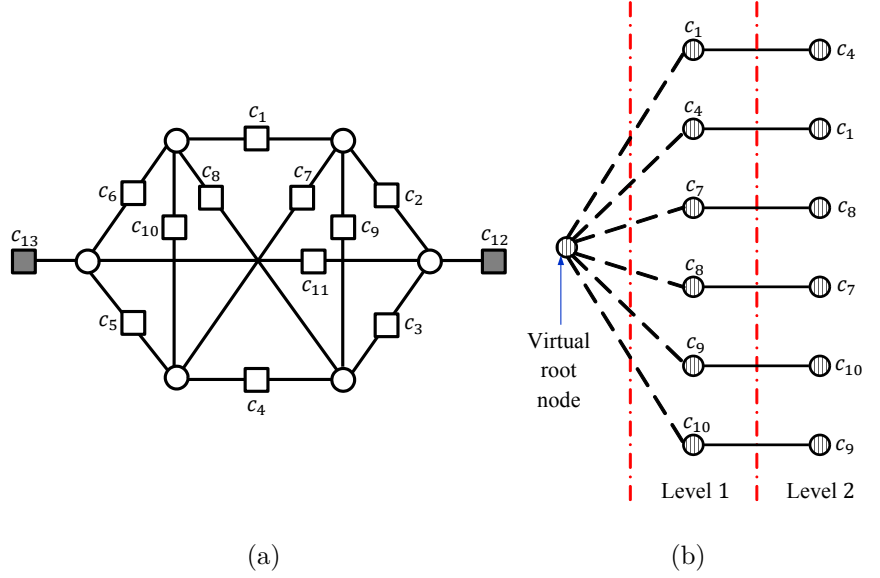 c₁
c₈
c₇
c₆
c₂
c₁₀
c₉
c₁₃
c₁₂
c₁₁
c₅
c₃
c₄
(a)
c₁
c₄
c₄
c₁
c₇
c₈
c₈
c₇
c₉
c₁₀
c₁₀
c₉
Virtual
root
node
Level 1
Level 2
(b)